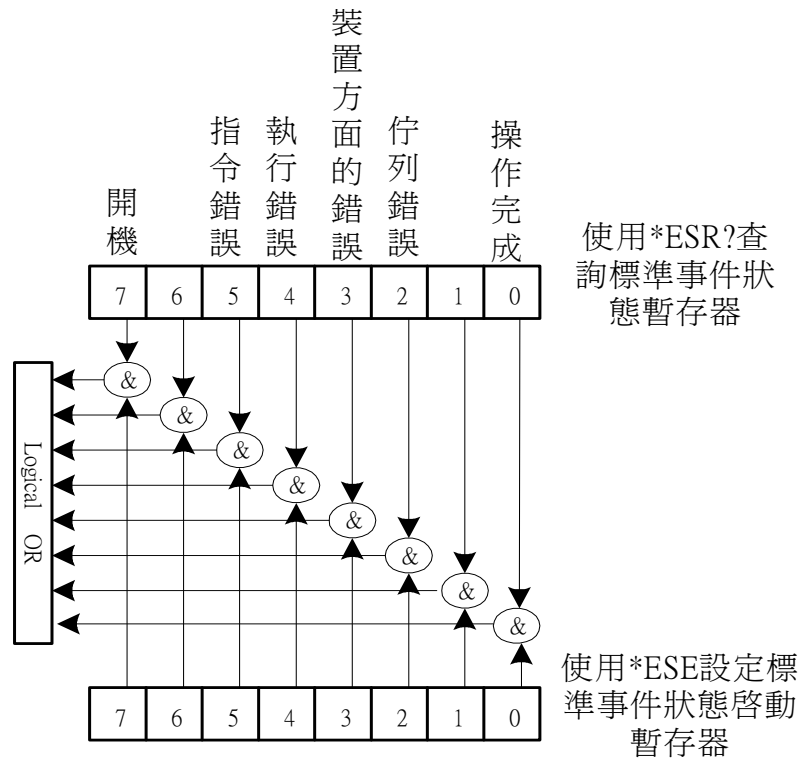 開機
指令錯誤
執行錯誤
裝置方面的錯誤
佇列錯誤
操作完成
7 6 5 4 3 2 1 0
使用*ESR?查
詢標準事件狀
態暫存器
&
&
&
&
&
&
&
&
Logical OR
7 6 5 4 3 2 1 0
使用*ESE設定標
準事件狀態啓動
暫存器